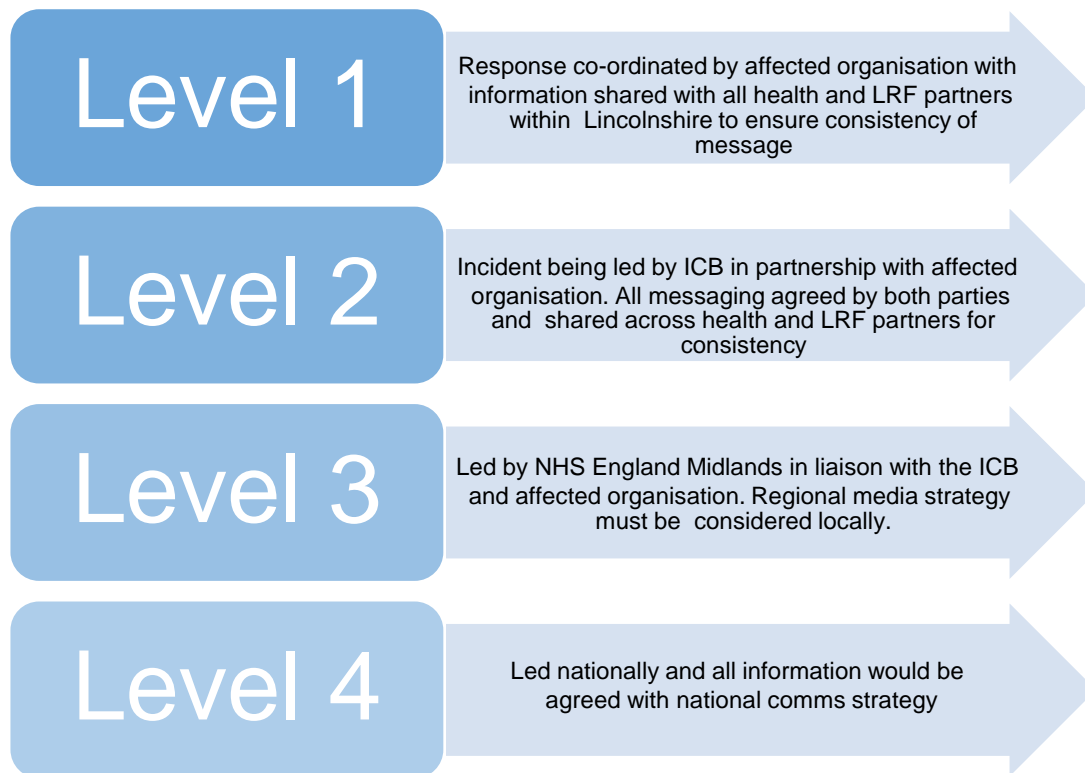 Level 1
Response co-ordinated by affected organisation with
information shared with all health and LRF partners
within Lincolnshire to ensure consistency of
message
Level 2
Incident being led by ICB in partnership with affected
organisation. All messaging agreed by both parties
and shared across health and LRF partners for
consistency
Level 3
Led by NHS England Midlands in liaison with the ICB
and affected organisation. Regional media strategy
must be considered locally.
Level 4
Led nationally and all information would be
agreed with national comms strategy